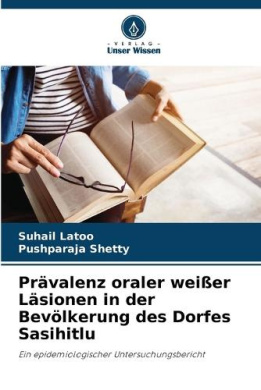 VERLAG
Unser Wissen
Suhail Latoo
Pushparaja Shetty
Prävalenz oraler weißer
Läsionen in der
Bevölkerung des Dorfes
Sasihitlu
Ein epidemiologischer Untersuchungsbericht